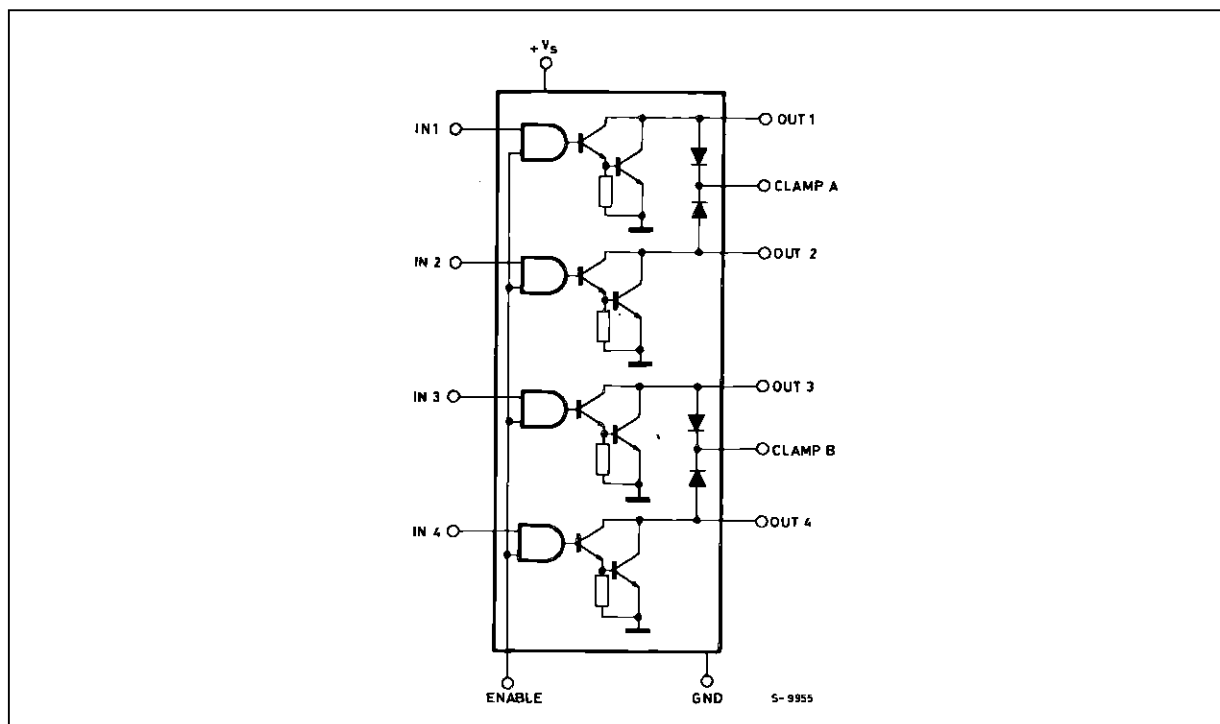 +Vs
IN1
OUT 1
CLAMP A
IN 2
OUT 2
IN 3
OUT 3
CLAMP B
IN 4
OUT 4
ENABLE
GND
S-9955